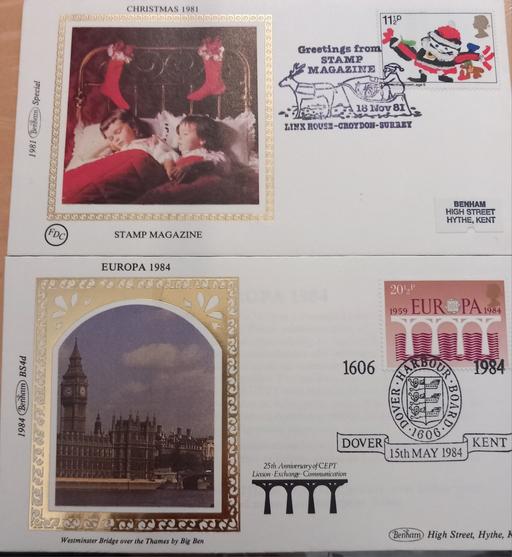 CHRISTMAS 1981
1981 Benham Special
11½P
Greetings from
STAMP
MAGAZINE
18 Nov 81
LINK HOUSE-CROYDON-SURREY
BENHAM
HIGH STREET
HYTHE, KENT
FDC
STAMP MAGAZINE
EUROPA 1984
1984 Benham BS4d
20½P
1959 EUROPA 1984
1606 1984
·DOVER·HARBOUR·BOARD·
1606
DOVER KENT
15th MAY 1984
25th Anniversary of CEPT
Liaison·Exchange·Communication
Westminster Bridge over the Thames by Big Ben
Benham High Street, Hythe, K